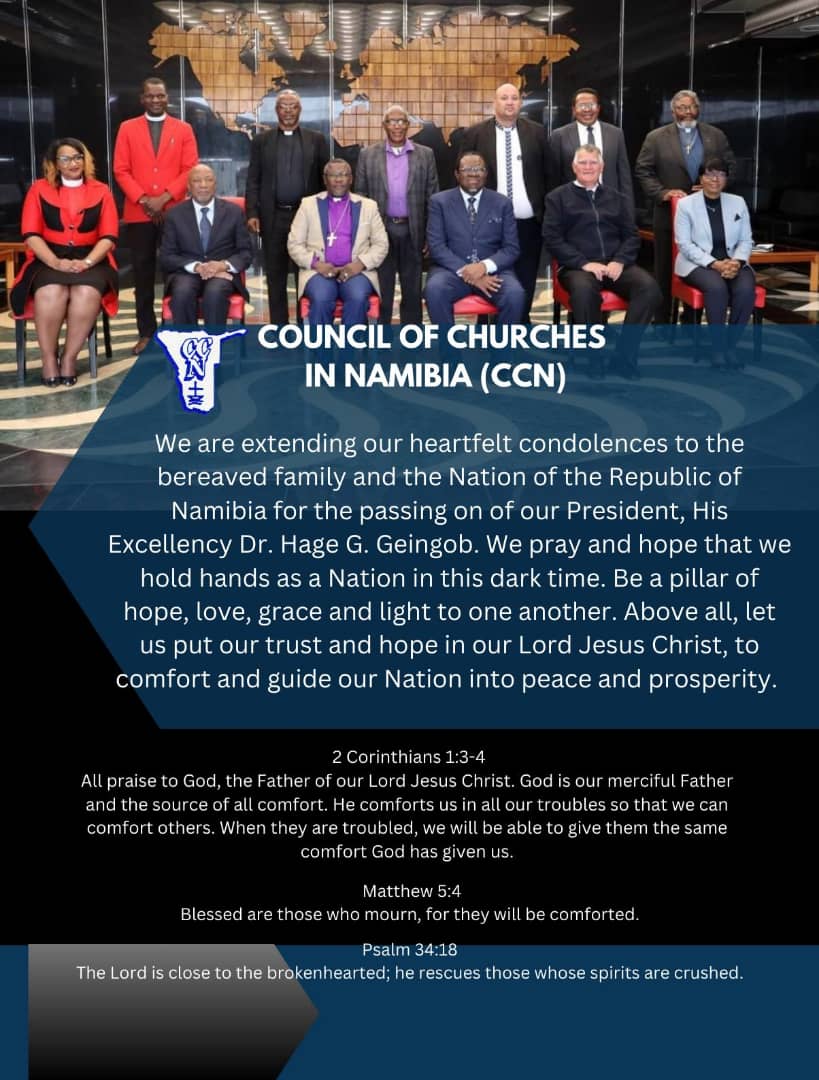 CCN
COUNCIL OF CHURCHES
IN NAMIBIA (CCN)
We are extending our heartfelt condolences to the
bereaved family and the Nation of the Republic of
Namibia for the passing on of our President, His
Excellency Dr. Hage G. Geingob. We pray and hope that we
hold hands as a Nation in this dark time. Be a pillar of
hope, love, grace and light to one another. Above all, let
us put our trust and hope in our Lord Jesus Christ, to
comfort and guide our Nation into peace and prosperity.
2 Corinthians 1:3-4
All praise to God, the Father of our Lord Jesus Christ. God is our merciful Father
and the source of all comfort. He comforts us in all our troubles so that we can
comfort others. When they are troubled, we will be able to give them the same
comfort God has given us.
Matthew 5:4
Blessed are those who mourn, for they will be comforted.
Psalm 34:18
The Lord is close to the brokenhearted; he rescues those whose spirits are crushed.